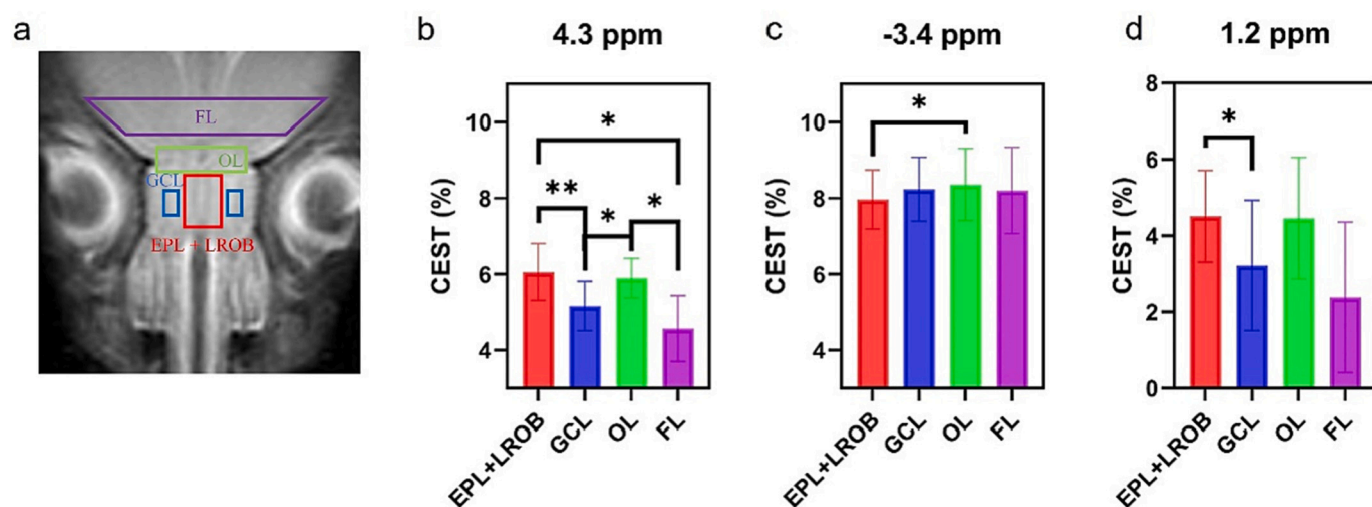 a
FL
OL
GCL
EPL + LROB
b
4.3 ppm
CEST (%)
10
8
6
4
*
**
*
*
EPL+LROB
GCL
OL
FL
c
-3.4 ppm
CEST (%)
10
8
6
4
*
EPL+LROB
GCL
OL
FL
d
1.2 ppm
CEST (%)
8
6
4
2
0
*
EPL+LROB
GCL
OL
FL